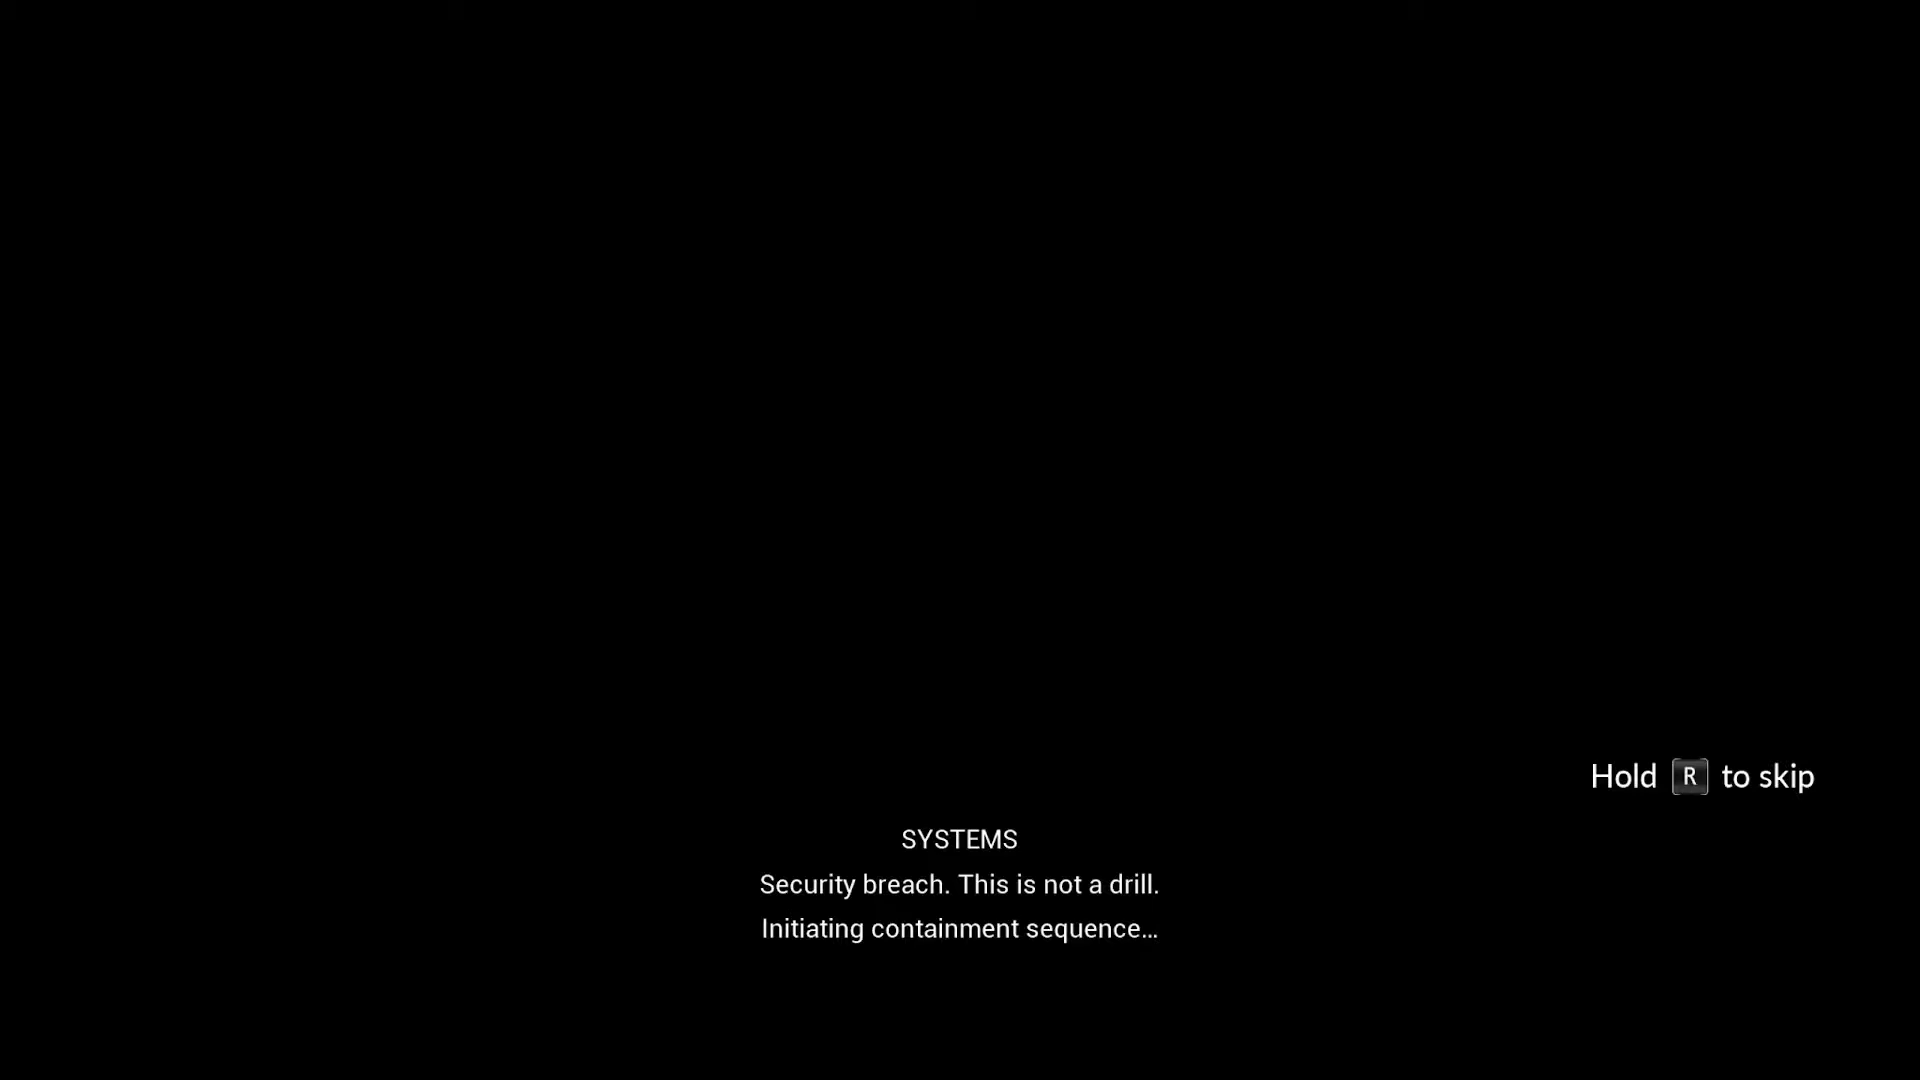 Hold R to skip
SYSTEMS
Security breach. This is not a drill.
Initiating containment sequence...